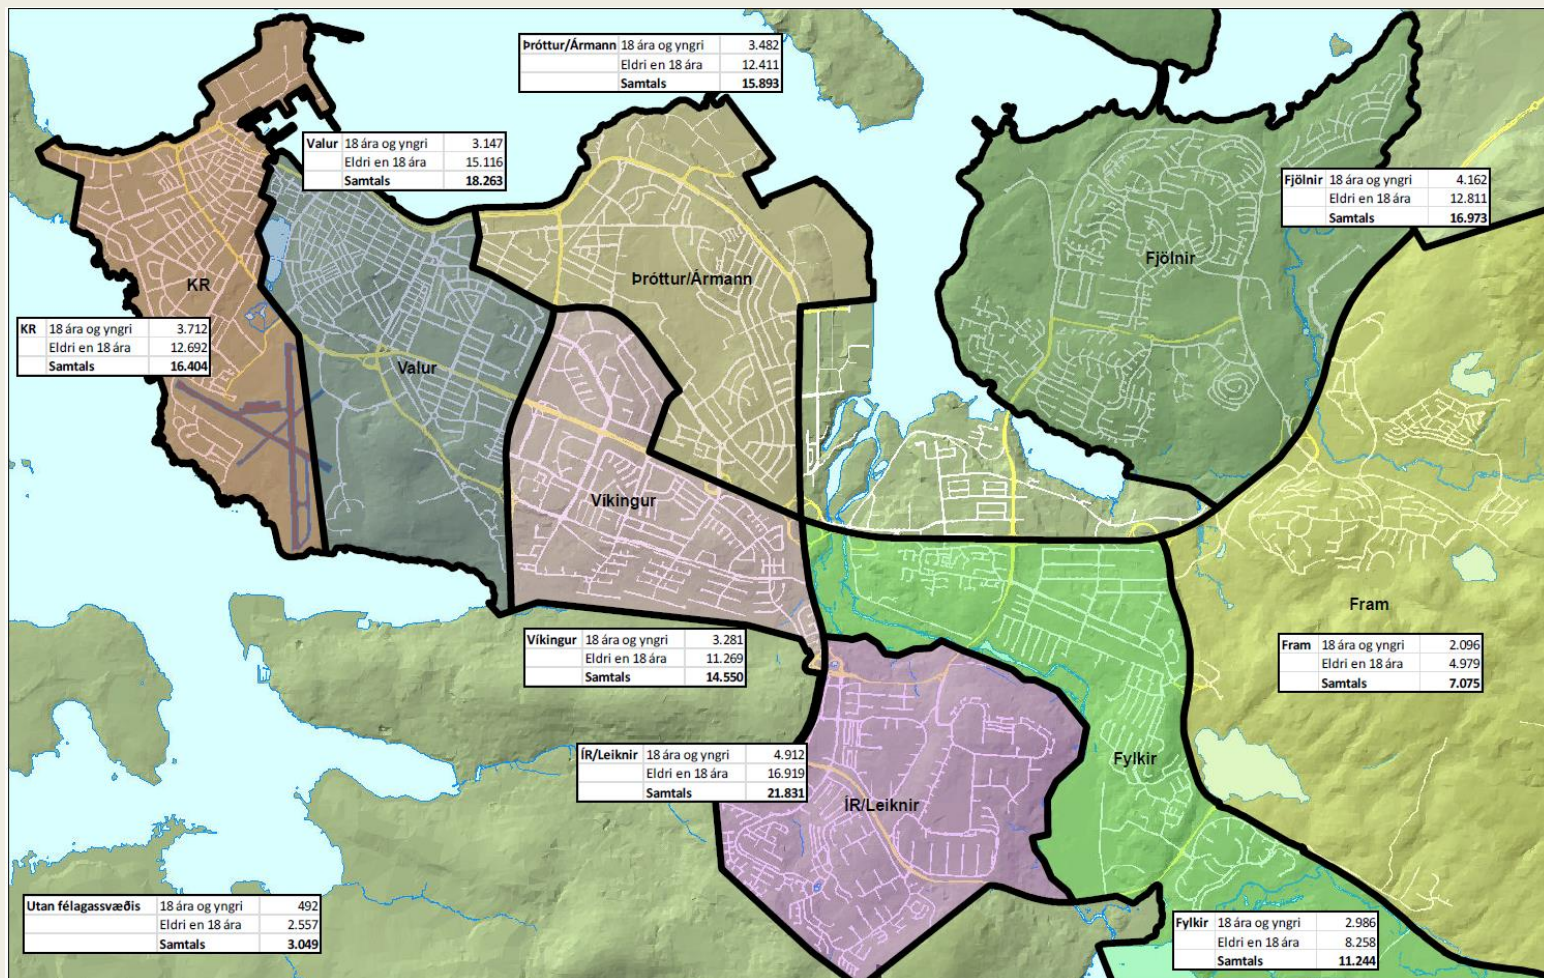 Þróttur/Ármann 18 ára og yngri 3.482
Eldri en 18 ára 12.411
Samtals 15.893
Valur 18 ára og yngri 3.147
Eldri en 18 ára 15.116
Samtals 18.263
Fjölnir 18 ára og yngri 4.162
Eldri en 18 ára 12.811
Samtals 16.973
Fjölnir
Þróttur/Ármann
KR
KR 18 ára og yngri 3.712
Eldri en 18 ára 12.692
Samtals 16.404
Valur
Víkingur
Fram
Víkingur 18 ára og yngri 3.281
Eldri en 18 ára 11.269
Samtals 14.550
Fram 18 ára og yngri 2.096
Eldri en 18 ára 4.979
Samtals 7.075
ÍR/Leiknir 18 ára og yngri 4.912
Eldri en 18 ára 16.919
Samtals 21.831
Fylkir
ÍR/Leiknir
Utan félagassvæðis 18 ára og yngri 492
Eldri en 18 ára 2.557
Samtals 3.049
Fylkir 18 ára og yngri 2.986
Eldri en 18 ára 8.258
Samtals 11.244